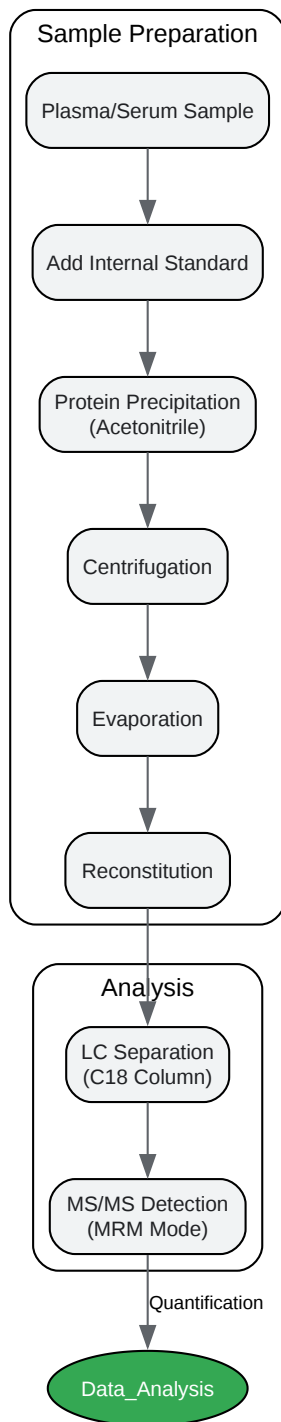 Sample Preparation
Plasma/Serum Sample
Add Internal Standard
Protein Precipitation
(Acetonitrile)
Centrifugation
Evaporation
Reconstitution
Analysis
LC Separation
(C18 Column)
MS/MS Detection
(MRM Mode)
Quantification
Data_Analysis